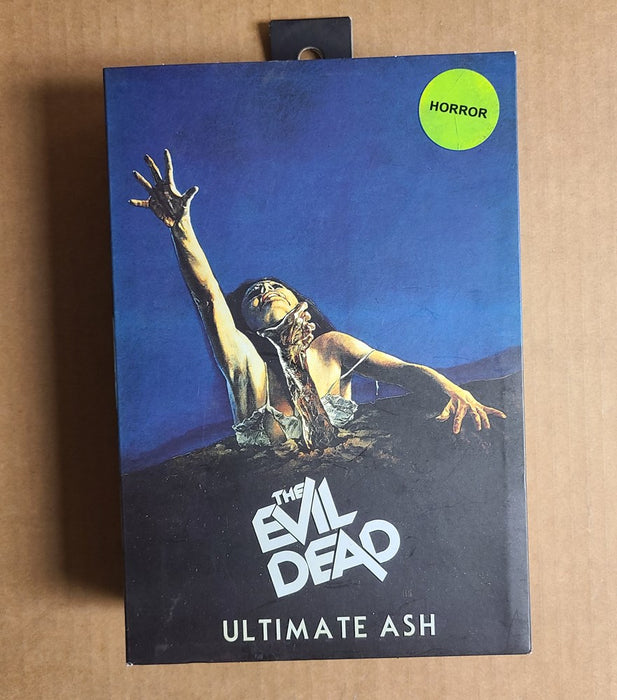 HORROR
THE
EVIL
DEAD
ULTIMATE ASH